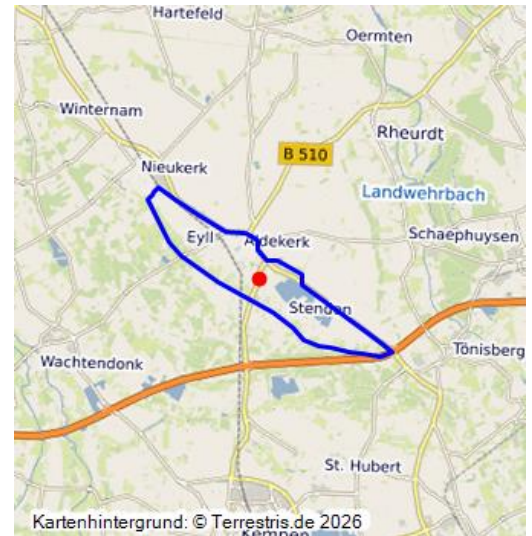 Hartefeld
Oermten
Winternam
B 510
Rheurdt
Nieukerk
Landwehrbach
Eyll
Aldekerk
Schaephuysen
Stenden
Wachtendonk
Tönisberg
St. Hubert
Kempen
Kartenhintergrund: © Terrestris.de 2026